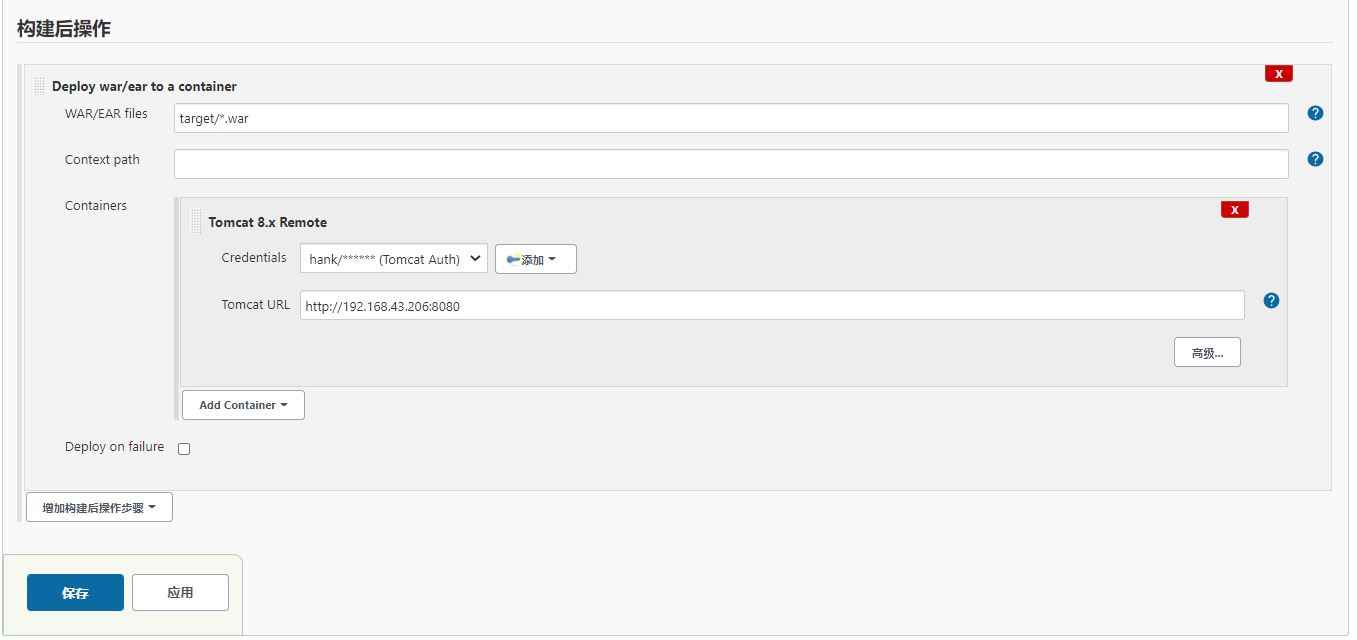 构建后操作
X
Deploy war/ear to a container
WAR/EAR files
target/*.war
?
Context path
?
Containers
X
Tomcat 8.x Remote
Credentials
hank/****** (Tomcat Auth)
添加
Tomcat URL
http://192.168.43.206:8080
?
高级...
Add Container
Deploy on failure
增加构建后操作步骤
保存
应用